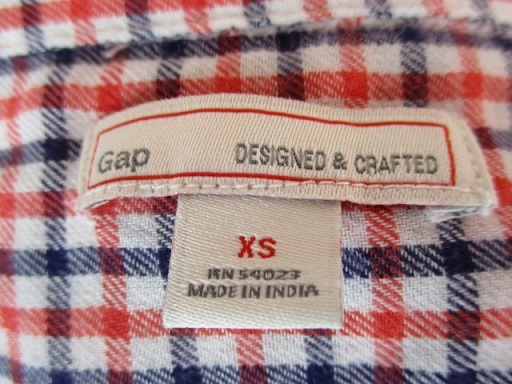 Gap DESIGNED & CRAFTED
XS
RN 54023
MADE IN INDIA